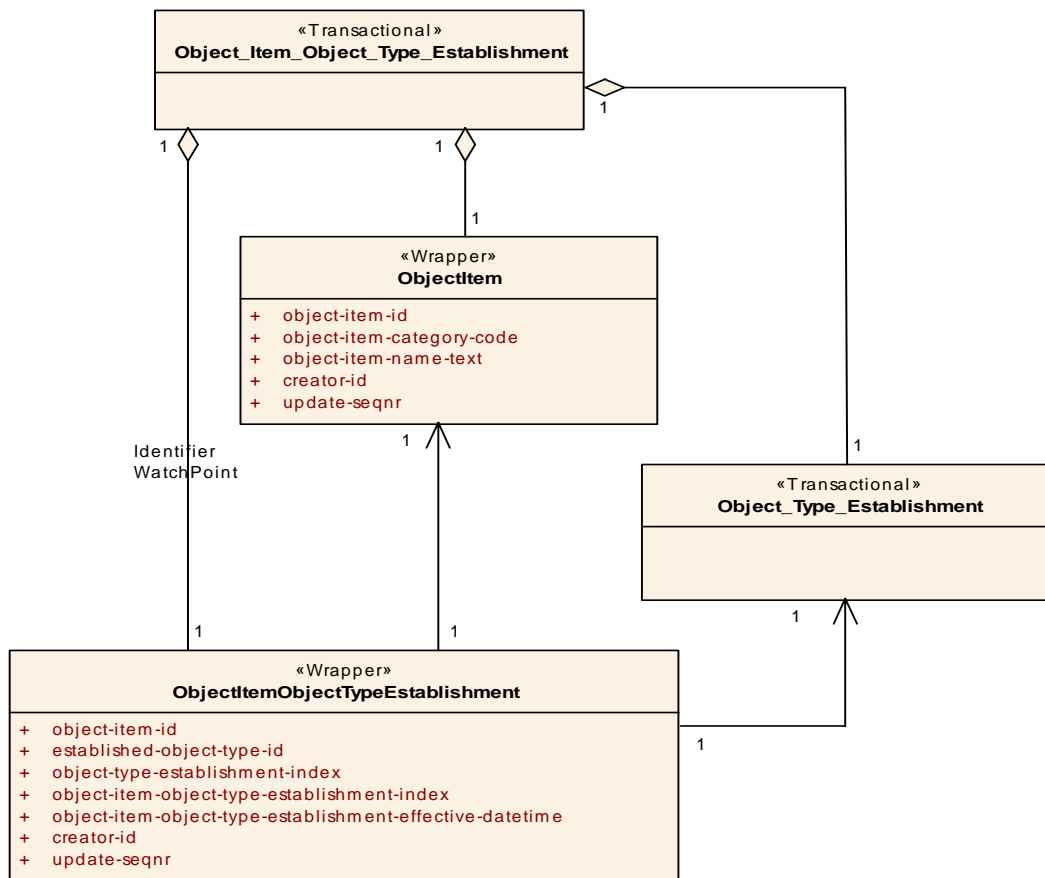 «Transactional»
Object_Item_Object_Type_Establishment
1
1
1
1
«Wrapper»
ObjectItem
+ object-item-id
+ object-item-category-code
+ object-item-name-text
+ creator-id
+ update-seqnr
1
Identifier
WatchPoint
1
«Transactional»
Object_Type_Establishment
1
1
1
«Wrapper»
ObjectItemObjectTypeEstablishment
+ object-item-id
+ established-object-type-id
+ object-type-establishment-index
+ object-item-object-type-establishment-index
+ object-item-object-type-establishment-effective-datetime
+ creator-id
+ update-seqnr
1